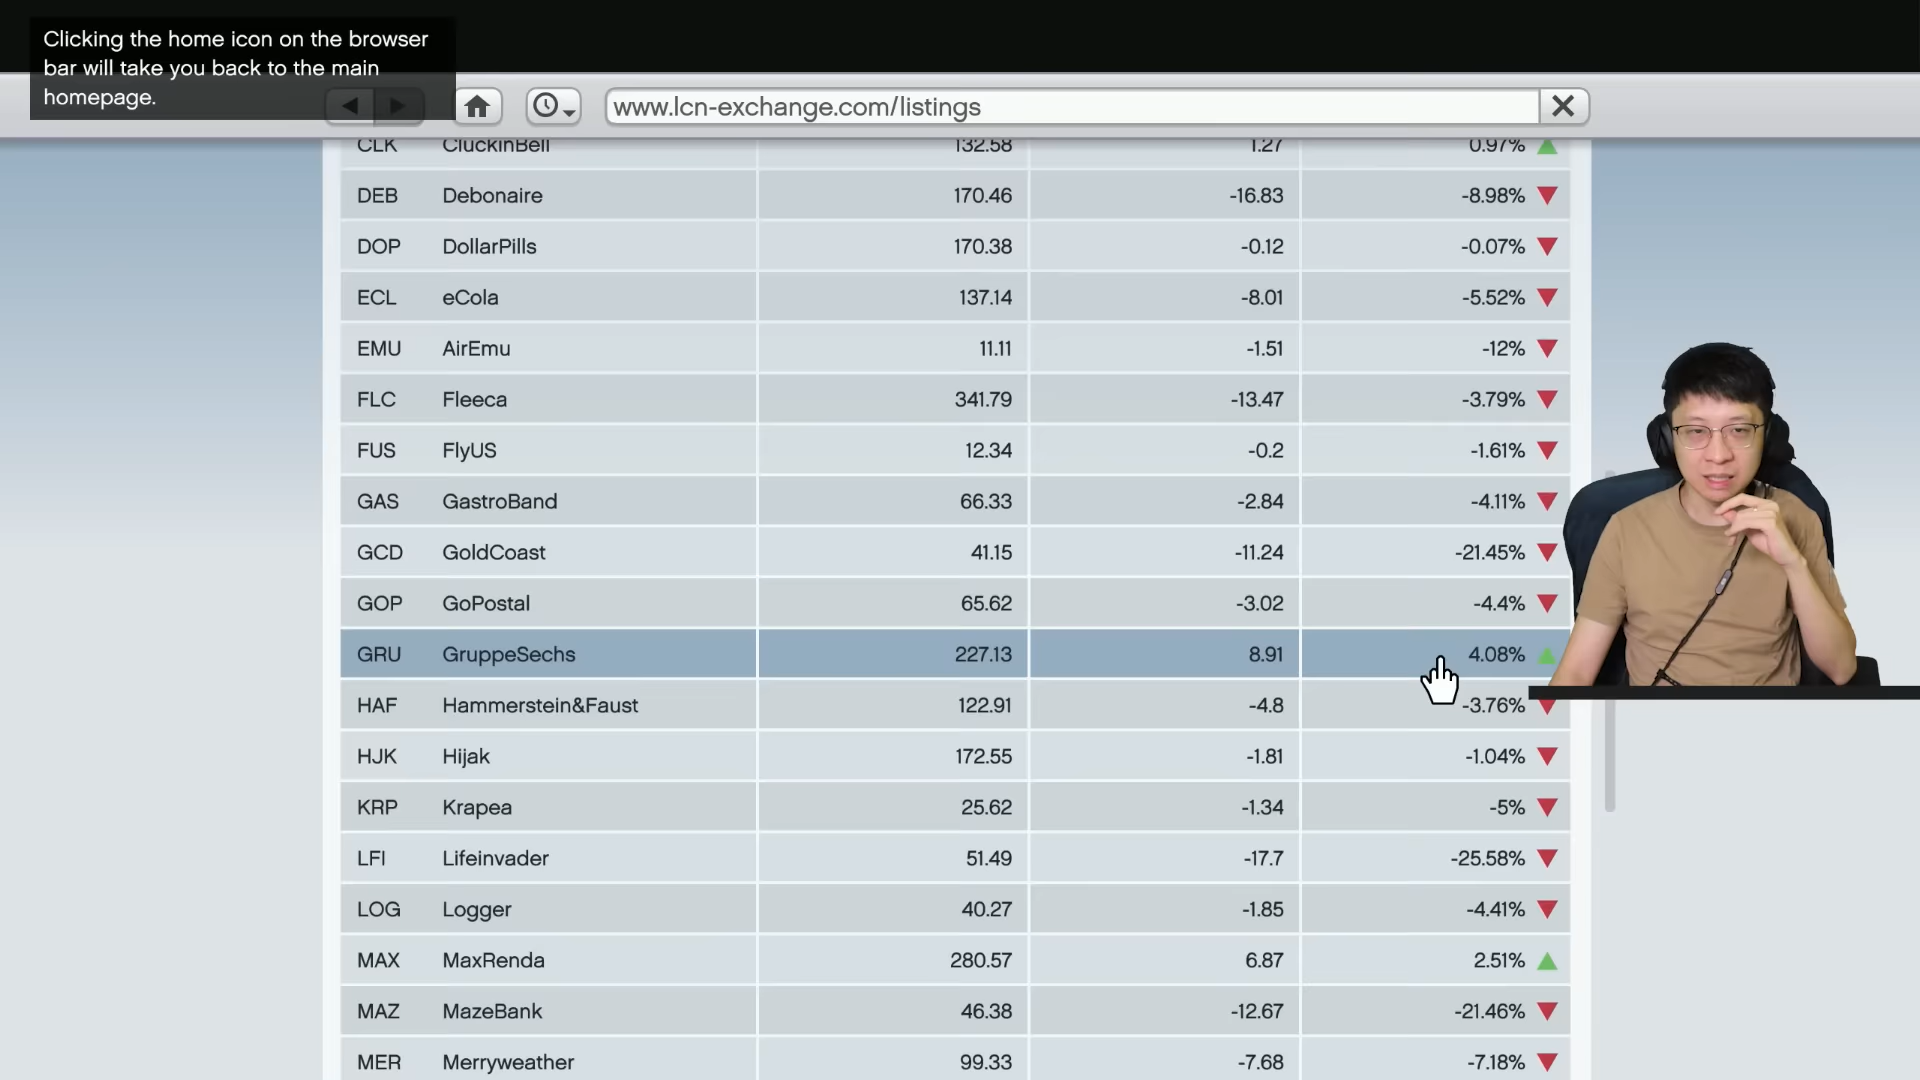 Clicking the home icon on the browser
bar will take you back to the main
homepage.
www.lcn-exchange.com/listings
CLK CluckinBell 132.58 1.27 0.97%
DEB Debonaire 170.46 -16.83 -8.98%
DOP DollarPills 170.38 -0.12 -0.07%
ECL eCola 137.14 -8.01 -5.52%
EMU AirEmu 11.11 -1.51 -12%
FLC Fleeca 341.79 -13.47 -3.79%
FUS FlyUS 12.34 -0.2 -1.61%
GAS GastroBand 66.33 -2.84 -4.11%
GCD GoldCoast 41.15 -11.24 -21.45%
GOP GoPostal 65.62 -3.02 -4.4%
GRU GruppeSechs 227.13 8.91 4.08%
HAF Hammerstein&Faust 122.91 -4.8 -3.76%
HJK Hijak 172.55 -1.81 -1.04%
KRP Krapea 25.62 -1.34 -5%
LFI Lifeinvader 51.49 -17.7 -25.58%
LOG Logger 40.27 -1.85 -4.41%
MAX MaxRenda 280.57 6.87 2.51%
MAZ MazeBank 46.38 -12.67 -21.46%
MER Merryweather 99.33 -7.68 -7.18%